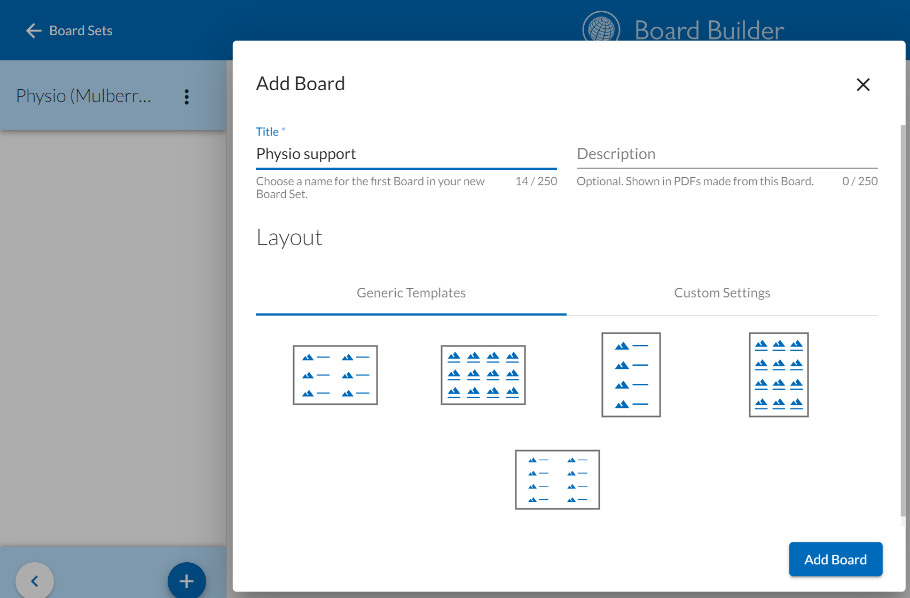 Board Sets
Board Builder
Physio (Mulberr...
Add Board
Title *
Physio support
Description
Choose a name for the first Board in your new
Board Set.
14 / 250
Optional. Shown in PDFs made from this Board.
0 / 250
Layout
Generic Templates
Custom Settings
Add Board